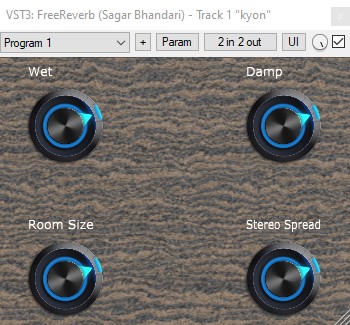 VST3: FreeReverb (Sagar Bhandari) - Track 1 "kyon"
Program 1 + Param 2 in 2 out UI
Wet Damp
Room Size Stereo Spread